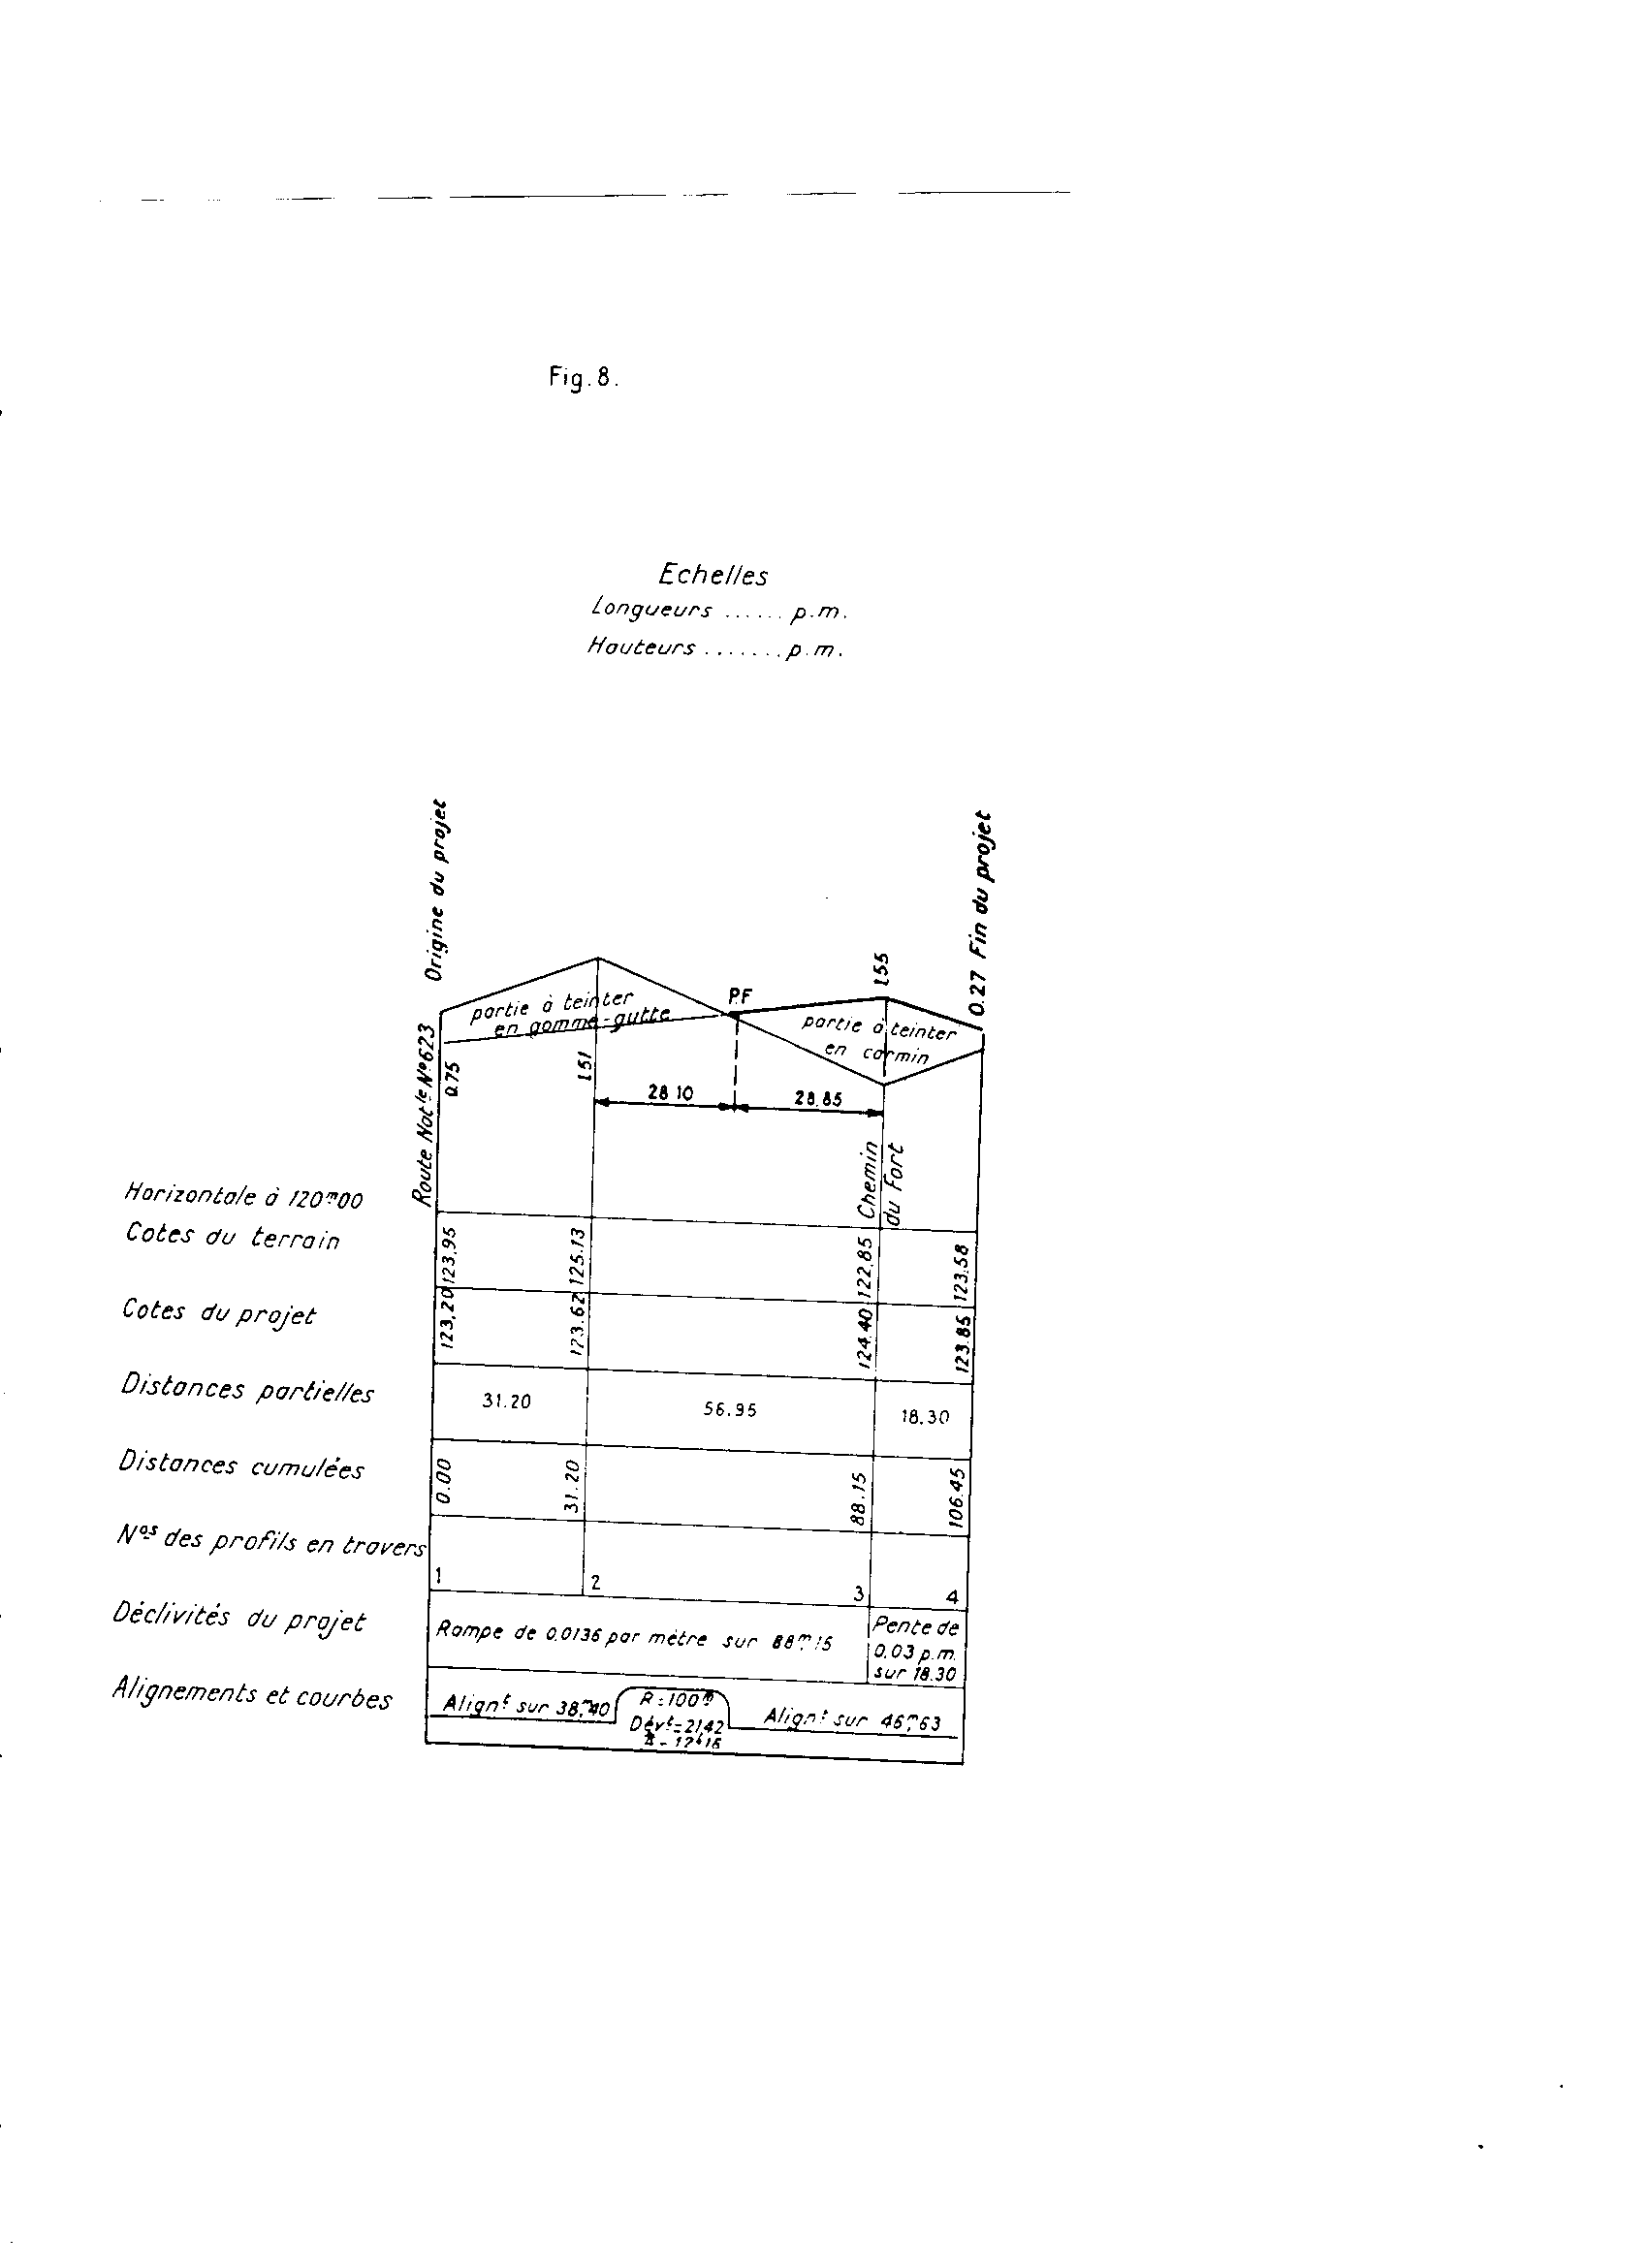 Fig. 8.
Echelles
Longueurs ...... p.m.
Hauteurs ....... p.m.
Origine du projet
Route Natle No 623
0.75
partie à teinter
en gomme-gutte
1.51
P.F
28.10
28.85
1.55
partie à teinter
en carmin
0.27 Fin du projet
Chemin
du Fort
Horizontale à 120m00
Cotes du terrain
123.95 125.13 122.85 123.58
Cotes du projet
123.20 123.62 124.40 123.85
Distances partielles
31.20 56.95 18.30
Distances cumulées
0.00 31.20 88.15 106.45
Nos des profils en travers
1 2 3 4
Déclivités du projet
Rampe de 0.0136 par mètre sur 88m15
Pente de
0.03 p.m.
sur 18.30
Alignements et courbes
Alignt sur 38m40
R = 100m
Dévt = 21,42
Alignt sur 46m63